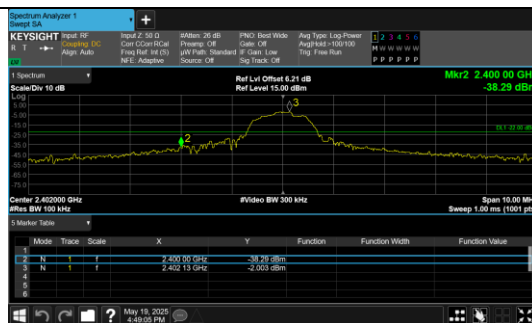 Spectrum Analyzer 1
Swept SA
+
KEYSIGHT Input: RF Input Z: 50 Ω #Atten: 26 dB PNO: Best Wide Avg Type: Log-Power 1 2 3 4 5 6
R T Coupling: DC Corr CCorr RCal Preamp: Off Gate: Off Avg|Hold:>100/100 M W W W W W
Align: Auto Freq Ref: Int (S) µW Path: Standard IF Gain: Low Trig: Free Run
NFE: Adaptive Source: Off Sig Track: Off P P P P P P
1 Spectrum Ref Lvl Offset 6.21 dB Mkr2 2.400 00 GHz
Scale/Div 10 dB Ref Level 15.00 dBm -38.29 dBm
Log
5.00
3
-5.00
-15.0
-25.0
2
-35.0
-45.0
-55.0
-65.0
-75.0
Center 2.402000 GHz #Video BW 300 kHz Span 10.00 MHz
#Res BW 100 kHz Sweep 1.00 ms (1001 pts)
5 Marker Table
Mode Trace Scale X Y Function Function Width Function Value
1
2 N 1 f 2.400 00 GHz -38.29 dBm
3 N 1 f 2.402 13 GHz -2.003 dBm
4
5
6
? May 19, 2025
4:49:05 PM